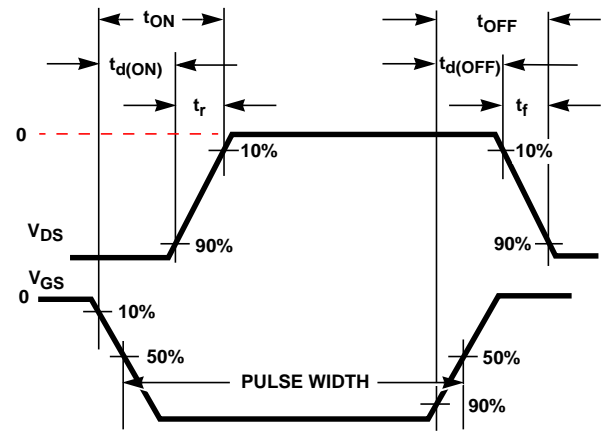 tON
tOFF
td(ON)
td(OFF)
tr
tf
0
10%
10%
VDS
90%
90%
VGS
0
10%
50%
50%
PULSE WIDTH
90%